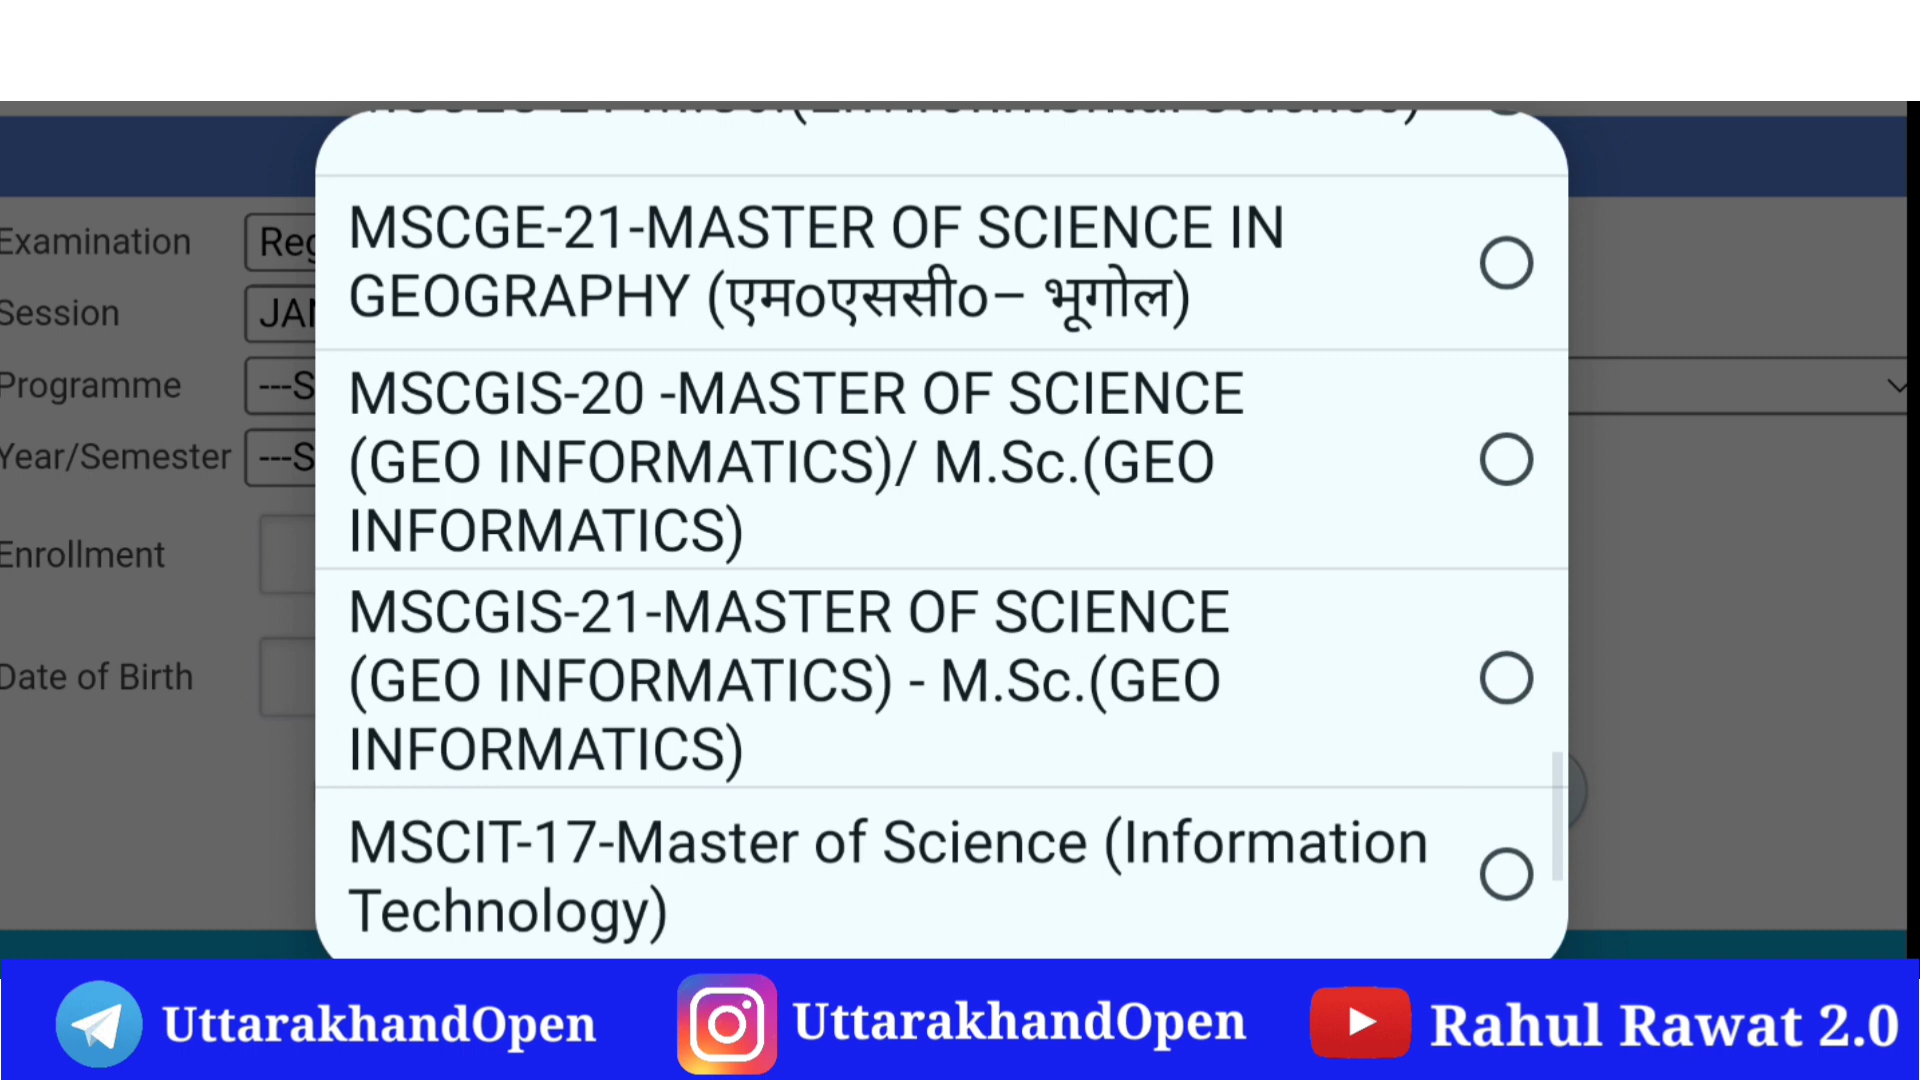 MSCGE-21-MASTER OF SCIENCE IN
GEOGRAPHY (एमoएससीo– भूगोल)
MSCGIS-20 -MASTER OF SCIENCE
(GEO INFORMATICS)/ M.Sc.(GEO
INFORMATICS)
MSCGIS-21-MASTER OF SCIENCE
(GEO INFORMATICS) - M.Sc.(GEO
INFORMATICS)
MSCIT-17-Master of Science (Information
Technology)
Examination
Session
Programme
Year/Semester
Enrollment
Date of Birth
UttarakhandOpen
UttarakhandOpen
Rahul Rawat 2.0